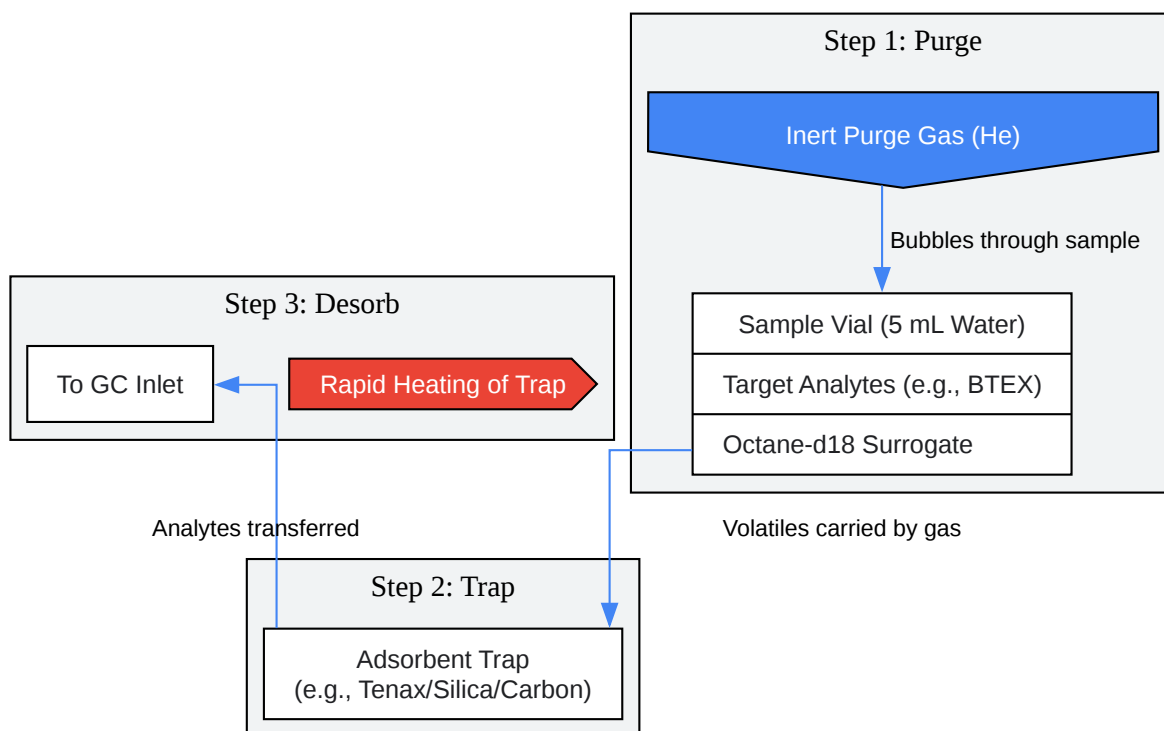 Step 1: Purge
Inert Purge Gas (He)
Bubbles through sample
Sample Vial (5 mL Water)
Target Analytes (e.g., BTEX)
Octane-d18 Surrogate
Volatiles carried by gas
Step 2: Trap
Adsorbent Trap
(e.g., Tenax/Silica/Carbon)
Analytes transferred
Step 3: Desorb
To GC Inlet
Rapid Heating of Trap